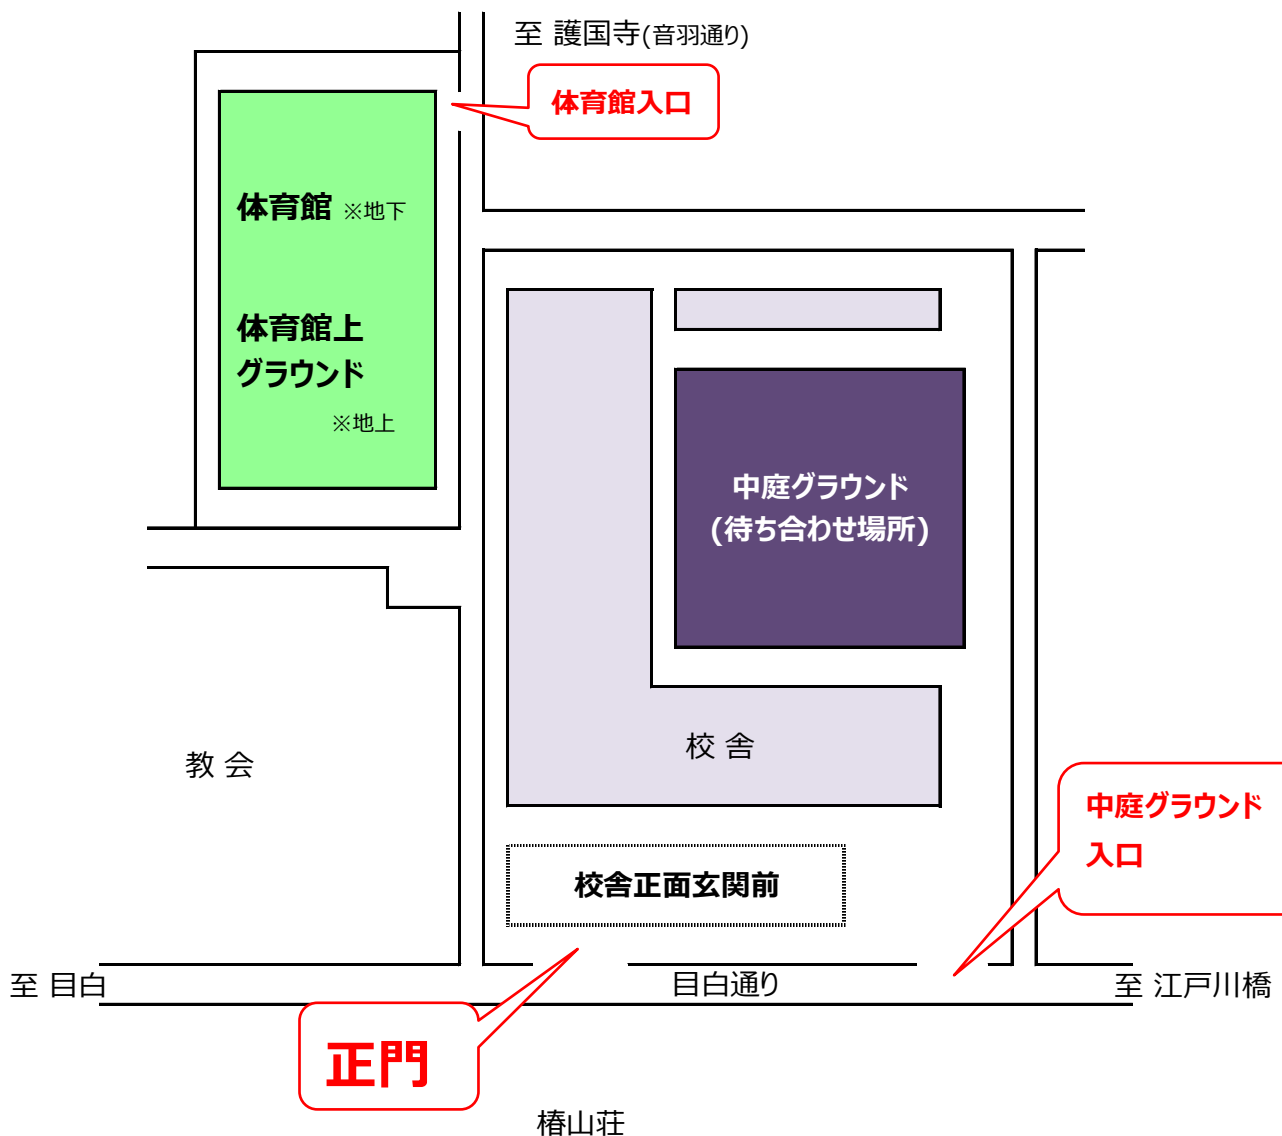 至 護国寺(音羽通り)
体育館入口
体育館 ※地下
体育館上
グラウンド
※地上
中庭グラウンド
(待ち合わせ場所)
校 舎
教 会
中庭グラウンド
入口
校舎正面玄関前
至 目白
目白通り
至 江戸川橋
正門
椿山荘